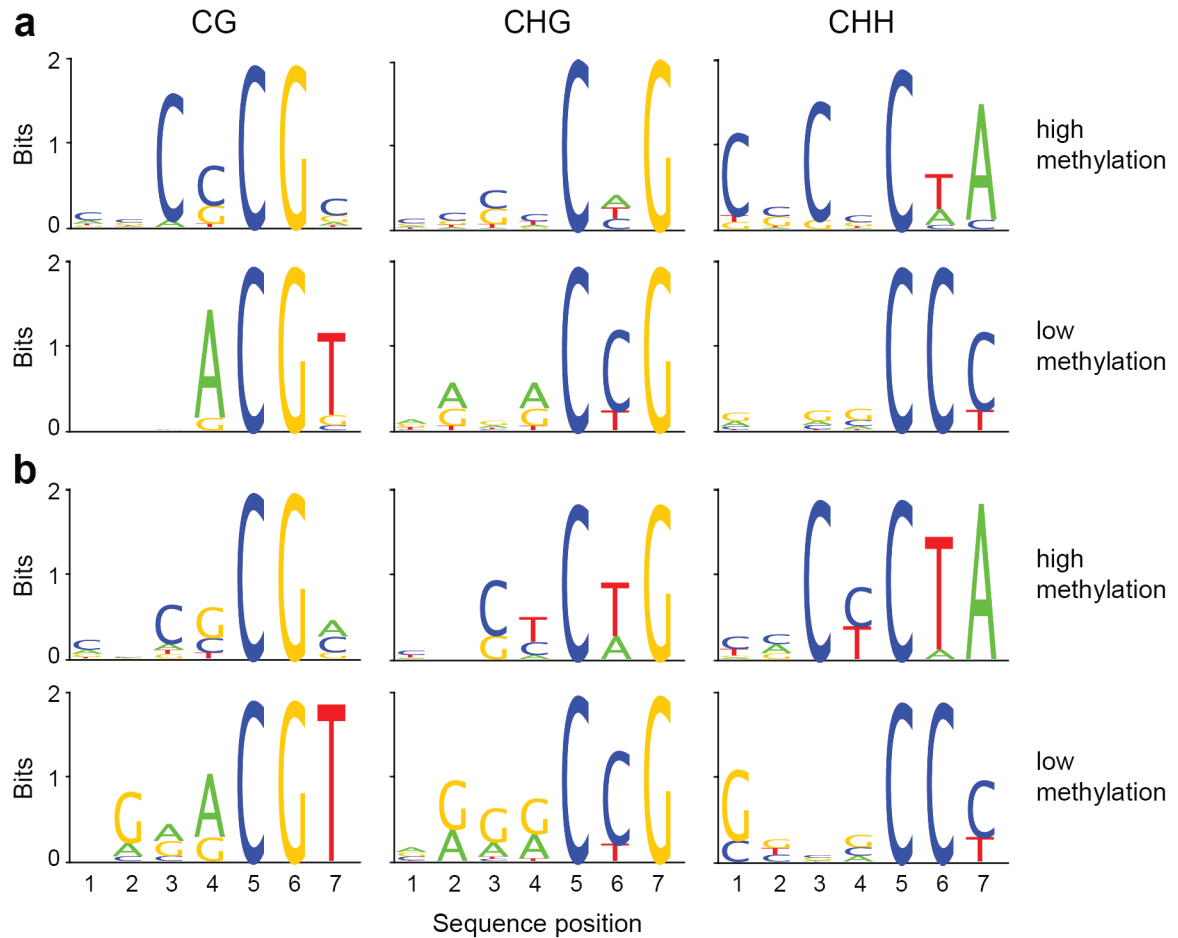 a
CG CHG CHH
2
1
0
Bits
high
methylation
2
1
0
Bits
low
methylation
b
2
1
0
Bits
high
methylation
2
1
0
Bits
low
methylation
1 2 3 4 5 6 7 1 2 3 4 5 6 7 1 2 3 4 5 6 7
Sequence position